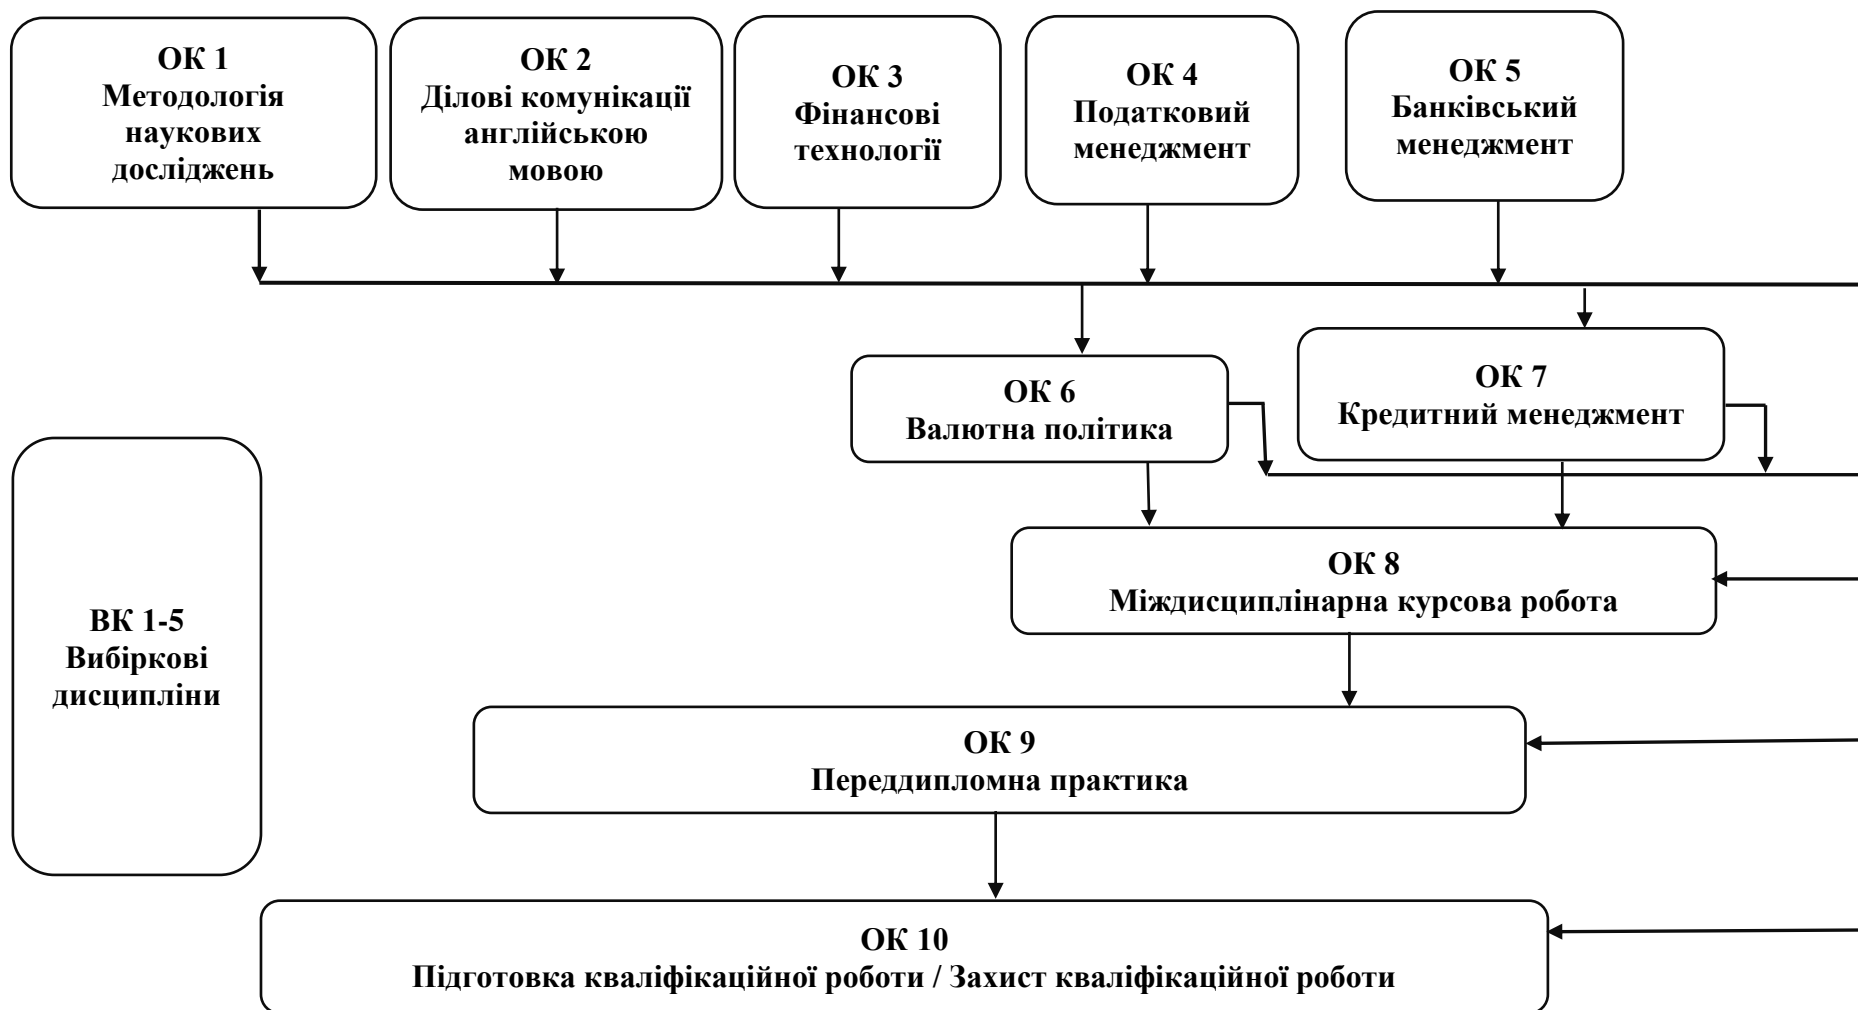 ОК 1
Методологія
наукових
досліджень
ОК 2
Ділові комунікації
англійською
мовою
ОК 3
Фінансові
технології
ОК 4
Податковий
менеджмент
ОК 5
Банківський
менеджмент
ОК 6
Валютна політика
ОК 7
Кредитний менеджмент
ВК 1-5
Вибіркові
дисципліни
ОК 8
Міждисциплінарна курсова робота
ОК 9
Переддипломна практика
ОК 10
Підготовка кваліфікаційної роботи / Захист кваліфікаційної роботи